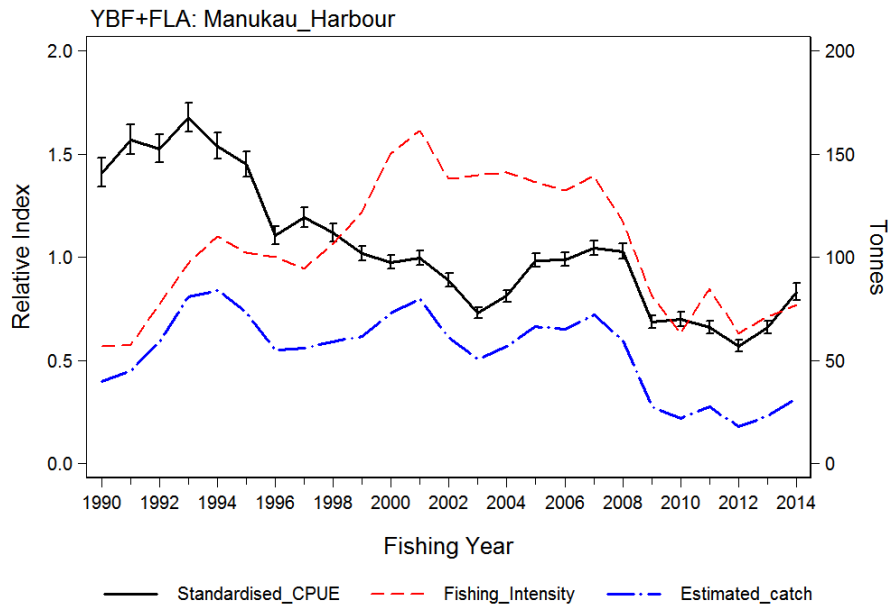 YBF+FLA: Manukau_Harbour
2.0
1.5
1.0
0.5
0.0
Relative Index
200
150
100
50
0
Tonnes
1990 1992 1994 1996 1998 2000 2002 2004 2006 2008 2010 2012 2014
Fishing Year
Standardised_CPUE Fishing_Intensity Estimated_catch